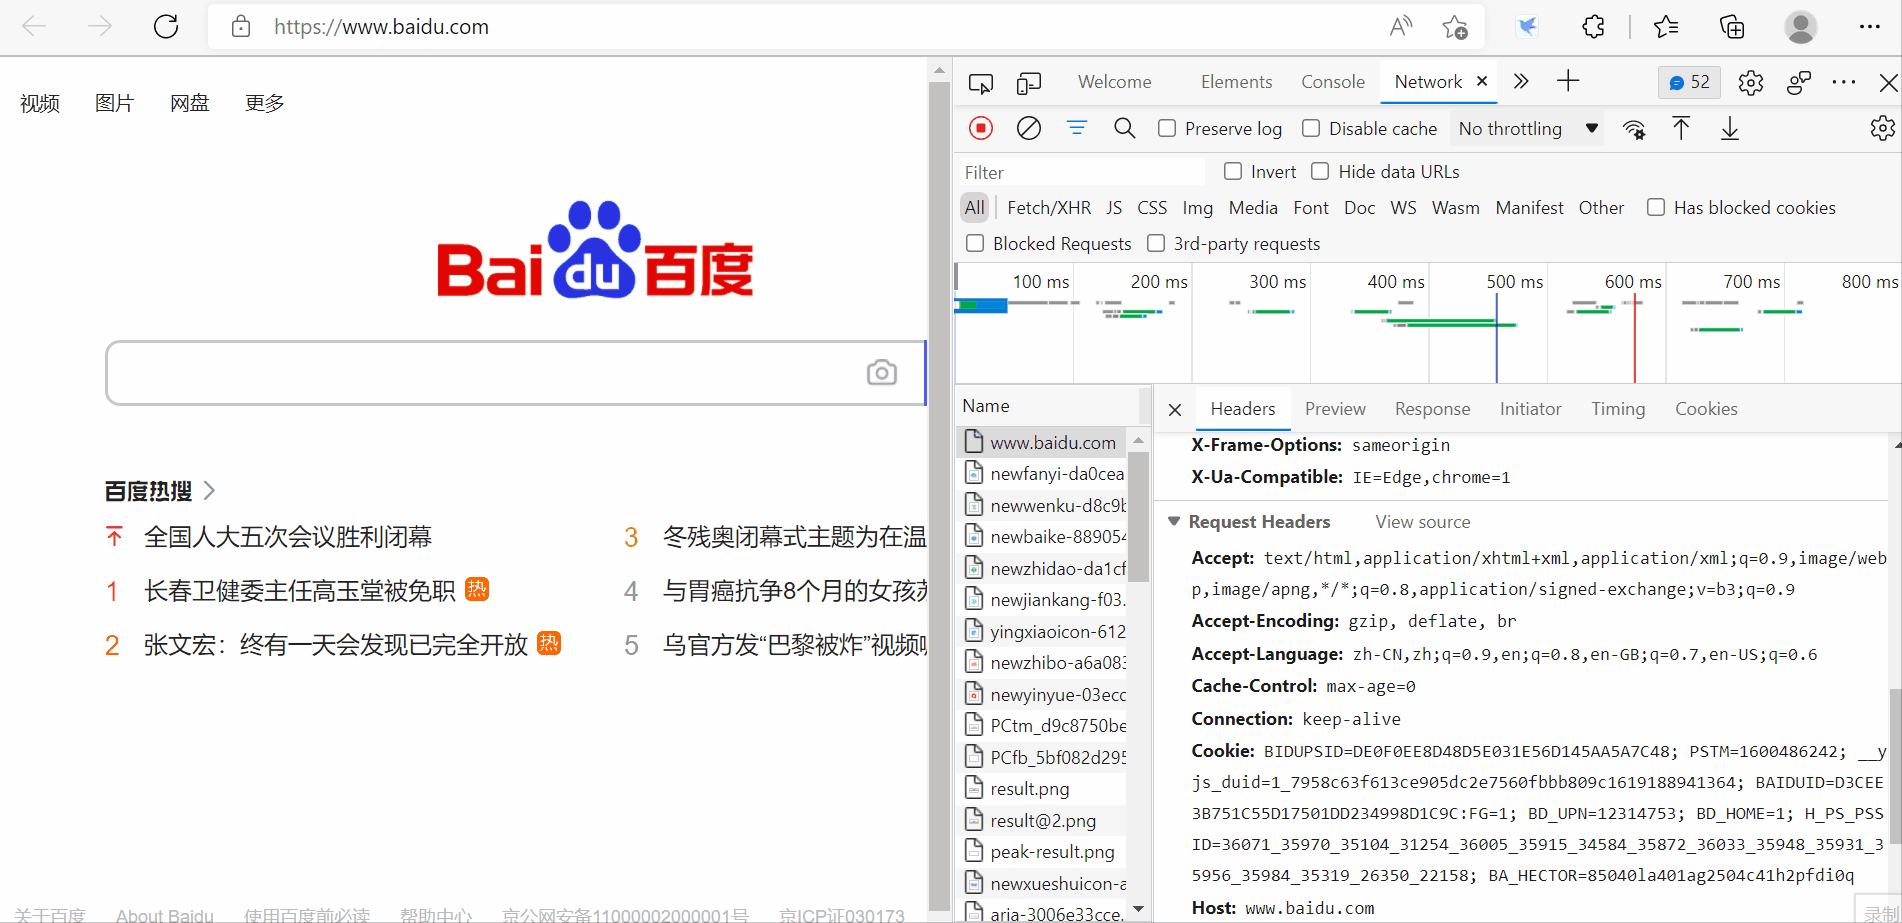 https://www.baidu.com
视频 图片 网盘 更多
Bai du 百度
百度热搜
全国人大五次会议胜利闭幕
1 长春卫健委主任高玉堂被免职 热
2 张文宏：终有一天会发现已完全开放 热
3 冬残奥闭幕式主题为在温
4 与胃癌抗争8个月的女孩
5 乌官方发“巴黎被炸”视频
关于百度 About Baidu 使用百度前必读 帮助中心 京公网安备11000002000001号 京ICP证030173
Welcome Elements Console Network 52
Preserve log Disable cache No throttling
Filter Invert Hide data URLs
All Fetch/XHR JS CSS Img Media Font Doc WS Wasm Manifest Other Has blocked cookies
Blocked Requests 3rd-party requests
100 ms 200 ms 300 ms 400 ms 500 ms 600 ms 700 ms 800 ms
Name
www.baidu.com
newfanyi-da0cea
newwenku-d8c9b
newbaike-889054
newzhidao-da1cf
newjiankang-f03.
yingxiaoicon-612
newzhibo-a6a083
newyinyue-03ecc
PCtm_d9c8750be
PCfb_5bf082d295
result.png
result@2.png
peak-result.png
newxueshuicon-a
aria-3006e33cce.
Headers Preview Response Initiator Timing Cookies
X-Frame-Options: sameorigin
X-Ua-Compatible: IE=Edge,chrome=1
Request Headers View source
Accept: text/html,application/xhtml+xml,application/xml;q=0.9,image/web
p,image/apng,*/*;q=0.8,application/signed-exchange;v=b3;q=0.9
Accept-Encoding: gzip, deflate, br
Accept-Language: zh-CN,zh;q=0.9,en;q=0.8,en-GB;q=0.7,en-US;q=0.6
Cache-Control: max-age=0
Connection: keep-alive
Cookie: BIDUPSID=DE0F0EE8D48D5E031E56D145AA5A7C48; PSTM=1600486242; __y
js_duid=1_7958c63f613ce905dc2e7560fbbb809c1619188941364; BAIDUID=D3CEE
3B751C55D17501DD234998D1C9C:FG=1; BD_UPN=12314753; BD_HOME=1; H_PS_PSS
ID=36071_35970_35104_31254_36005_35915_34584_35872_36033_35948_35931_3
5956_35984_35319_26350_22158; BA_HECTOR=85040la401ag2504c41h2pfdi0q
Host: www.baidu.com
录制